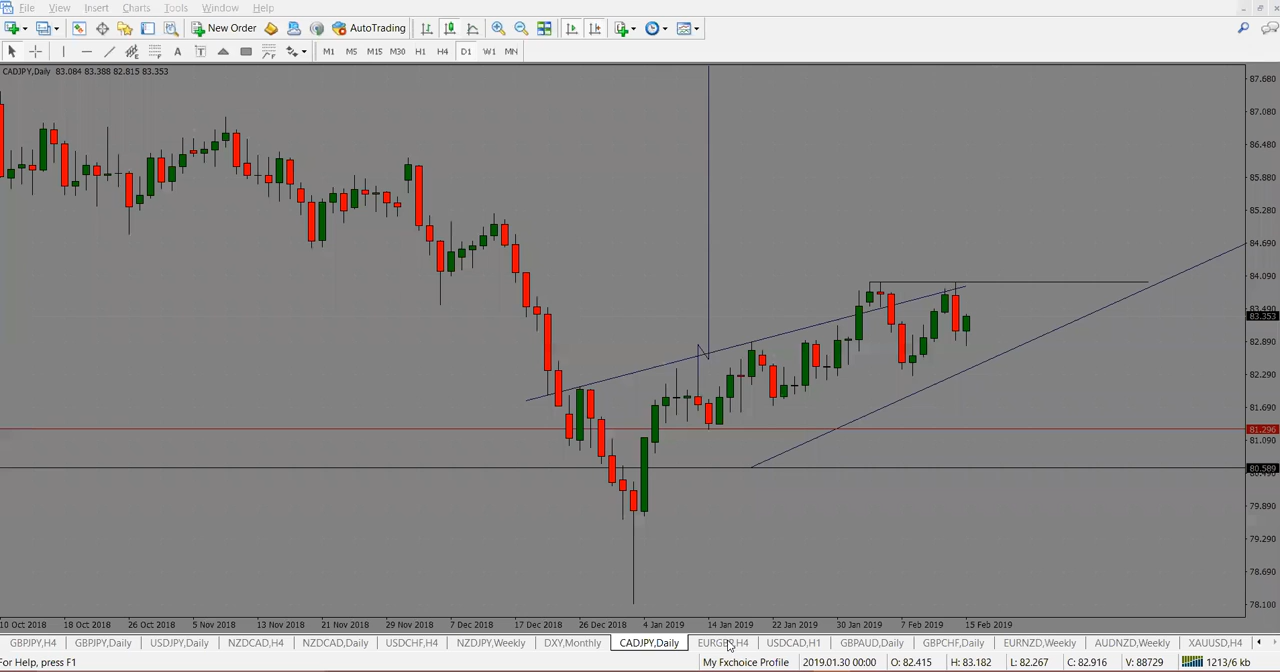 File View Insert Charts Tools Window Help
New Order AutoTrading
M1 M5 M15 M30 H1 H4 D1 W1 MN
CADJPY,Daily 83.084 83.388 82.815 83.353
87.680
87.080
86.480
85.880
85.280
84.690
84.090
83.353
82.890
82.290
81.690
81.296
81.090
80.589
79.890
79.290
78.690
78.100
10 Oct 2018 18 Oct 2018 26 Oct 2018 5 Nov 2018 13 Nov 2018 21 Nov 2018 29 Nov 2018 7 Dec 2018 17 Dec 2018 26 Dec 2018 4 Jan 2019 14 Jan 2019 22 Jan 2019 30 Jan 2019 7 Feb 2019 15 Feb 2019
GBPJPY,H4 GBPJPY,Daily USDJPY,Daily NZDCAD,H4 NZDCAD,Daily USDCHF,H4 NZDJPY,Weekly DXY,Monthly CADJPY,Daily EURGBP,H4 USDCAD,H1 GBPAUD,Daily GBPCHF,Daily EURNZD,Weekly AUDNZD,Weekly XAUUSD,H4
For Help, press F1 My Fxchoice Profile 2019.01.30 00:00 O: 82.415 H: 83.182 L: 82.267 C: 82.916 V: 88725 1213/6 kb